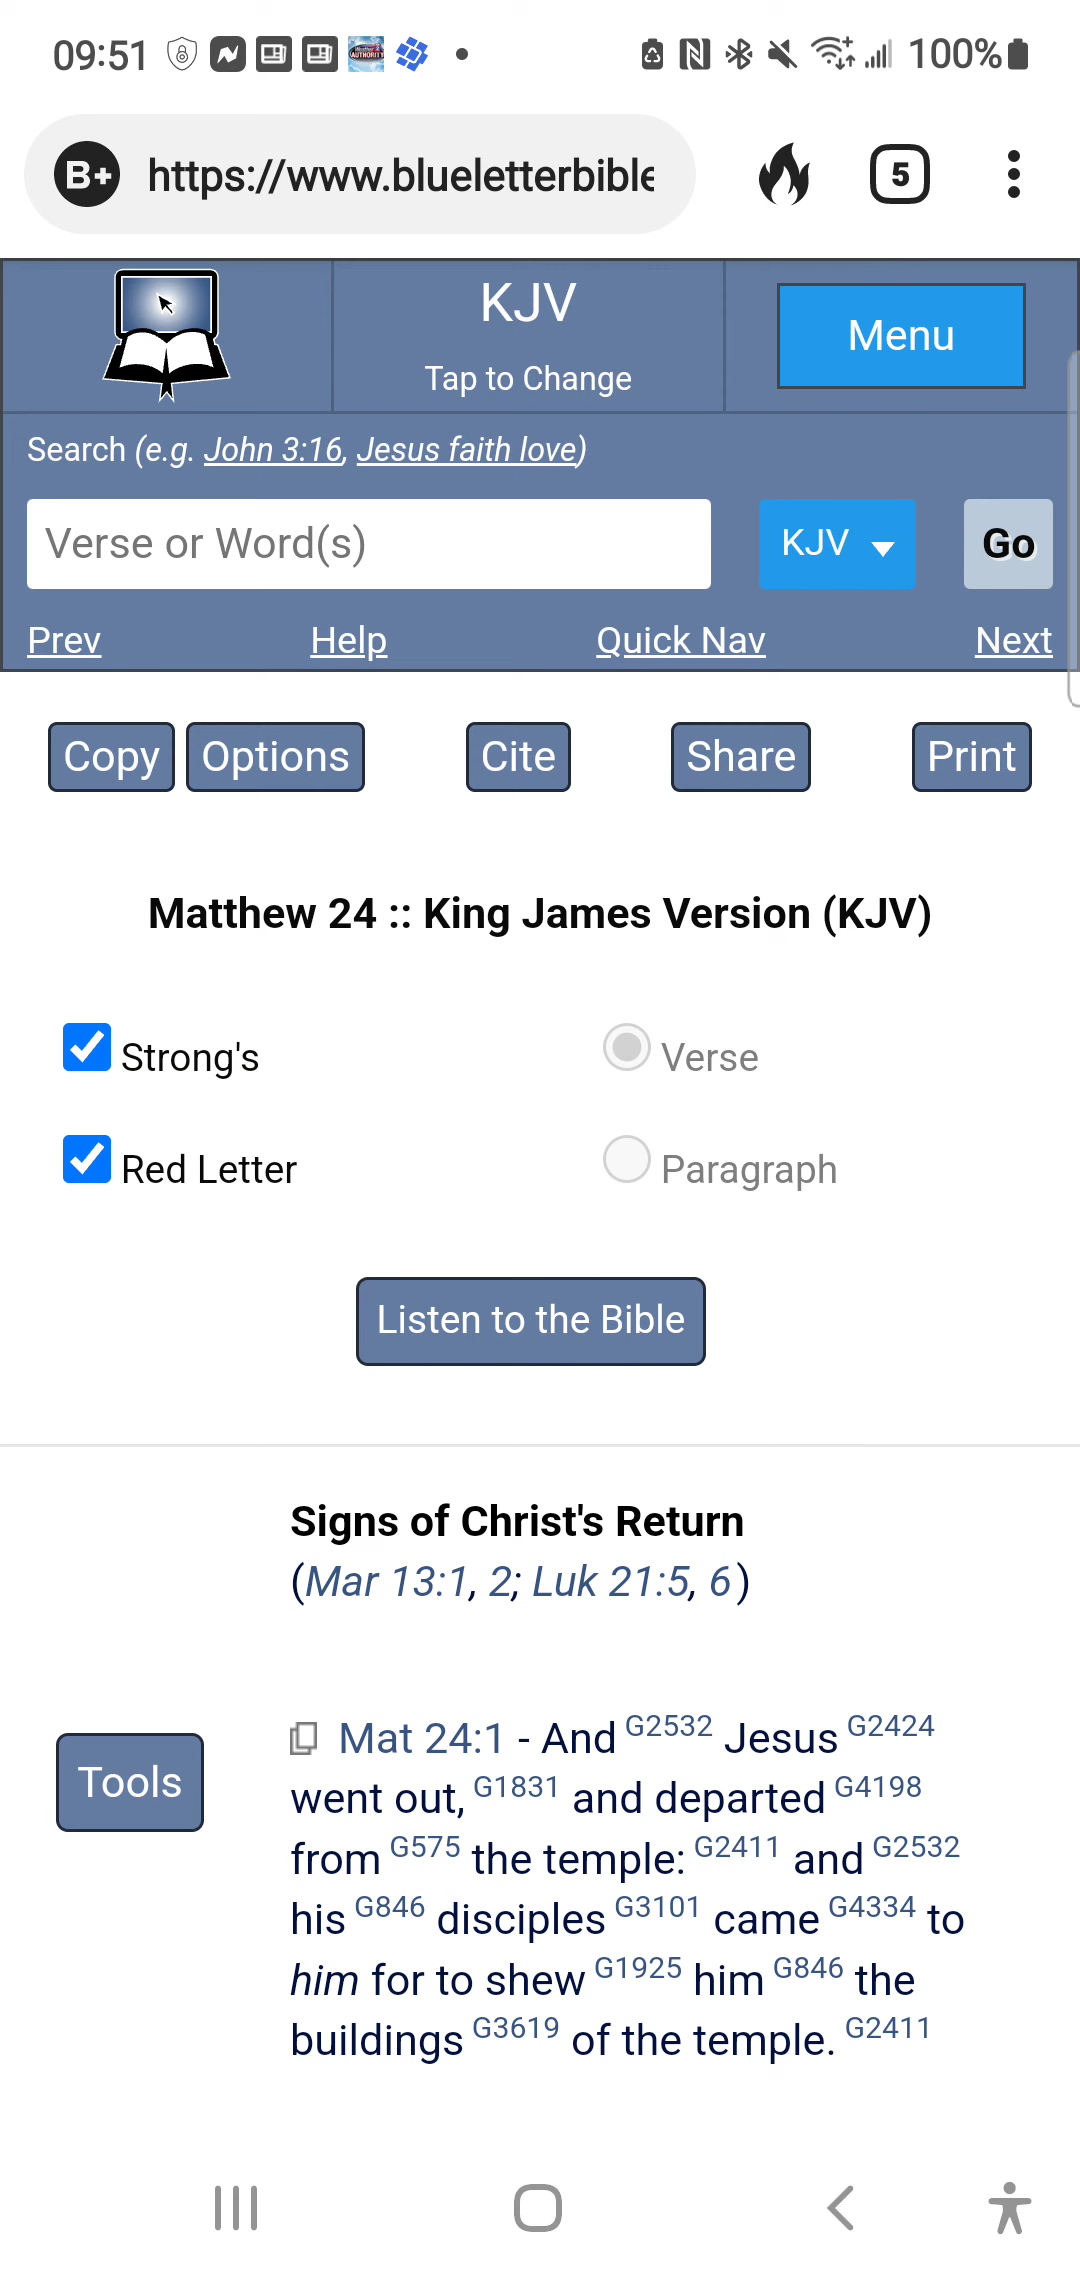 09:51 100%
B+ https://www.blueletterbible
5
KJV
Tap to Change
Menu
Search (e.g. John 3:16, Jesus faith love)
Verse or Word(s) KJV Go
Prev Help Quick Nav Next
Copy Options Cite Share Print
Matthew 24 :: King James Version (KJV)
Strong's Verse
Red Letter Paragraph
Listen to the Bible
Signs of Christ's Return
(Mar 13:1, 2; Luk 21:5, 6)
Tools
Mat 24:1 - And G2532 Jesus G2424
went out, G1831 and departed G4198
from G575 the temple: G2411 and G2532
his G846 disciples G3101 came G4334 to
him for to shew G1925 him G846 the
buildings G3619 of the temple. G2411